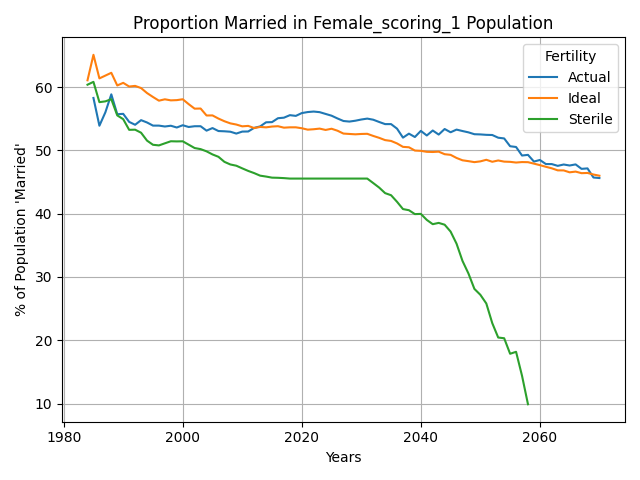 Proportion Married in Female_scoring_1 Population
% of Population 'Married'
60
50
40
30
20
10
Fertility
Actual
Ideal
Sterile
1980
2000
2020
2040
2060
Years